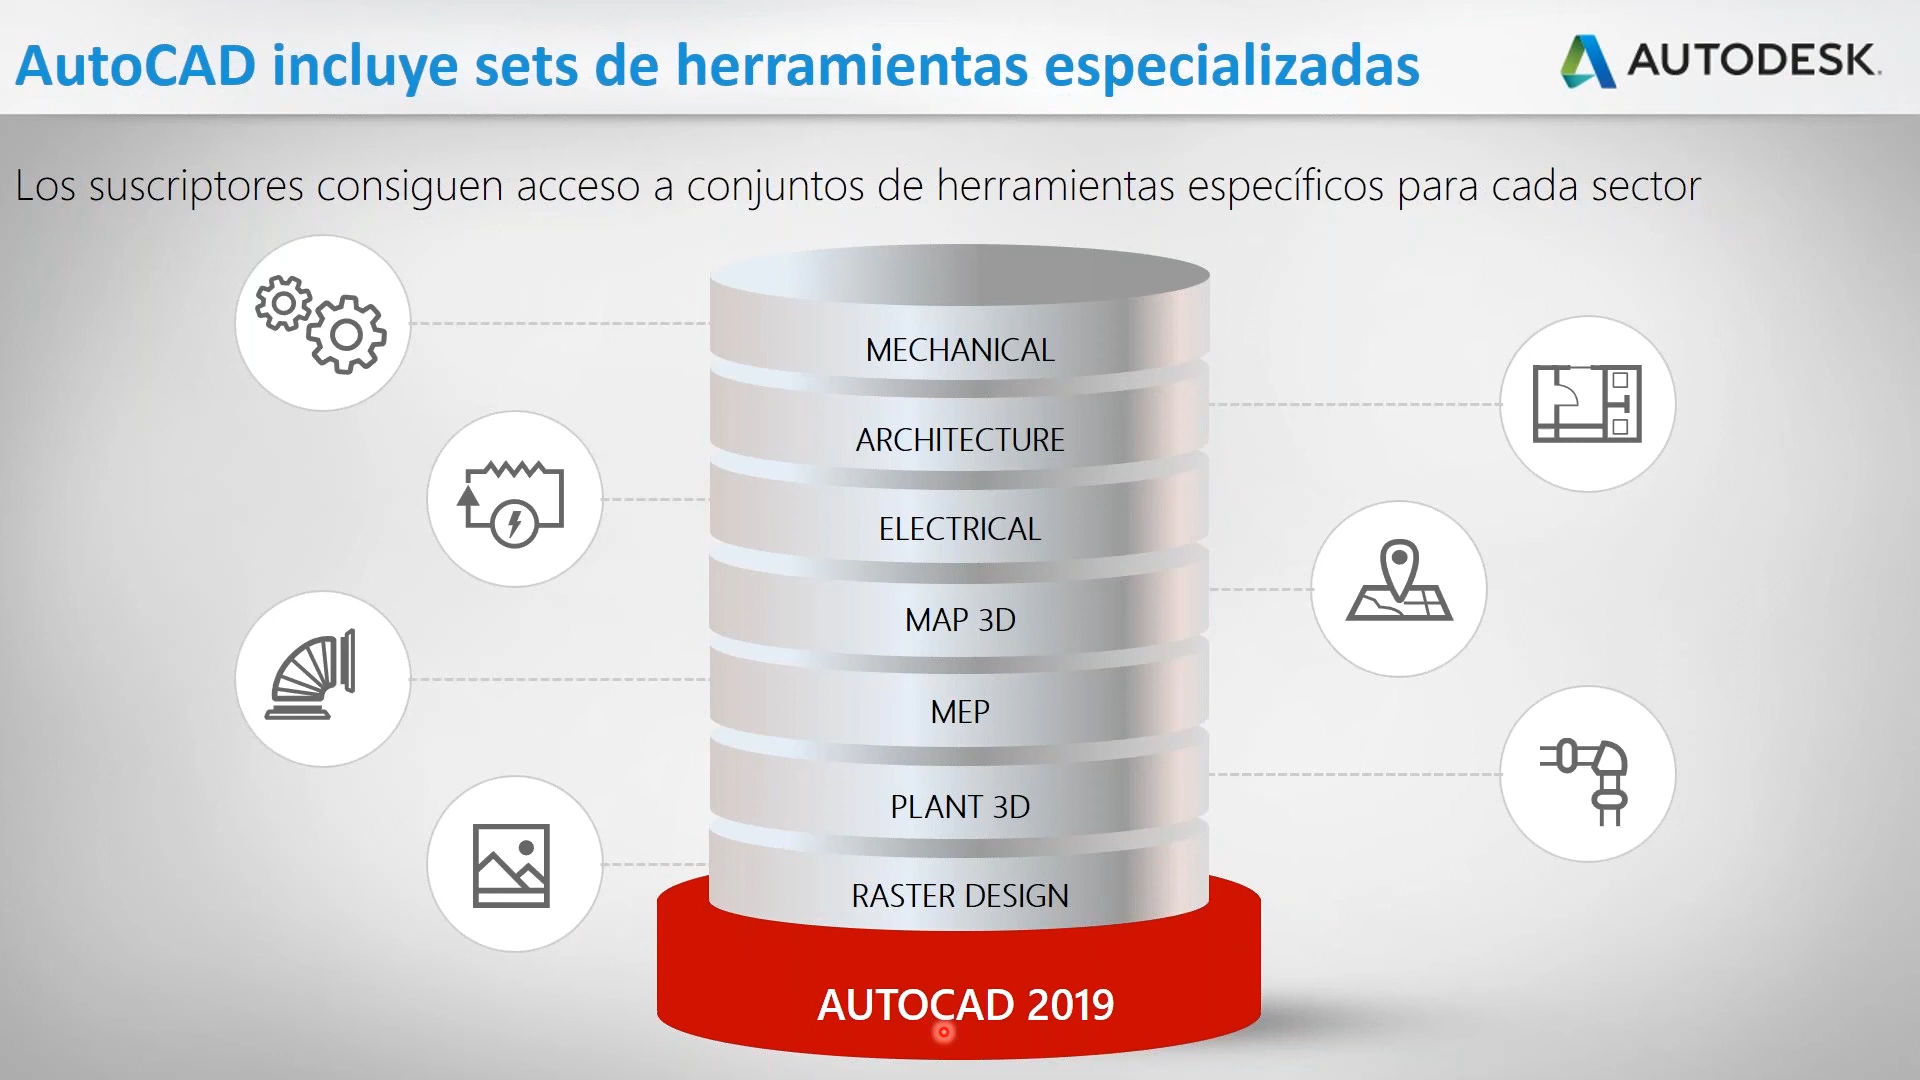 AutoCAD incluye sets de herramientas especializadas
AUTODESK.
Los suscriptores consiguen acceso a conjuntos de herramientas específicos para cada sector
MECHANICAL
ARCHITECTURE
ELECTRICAL
MAP 3D
MEP
PLANT 3D
RASTER DESIGN
AUTOCAD 2019